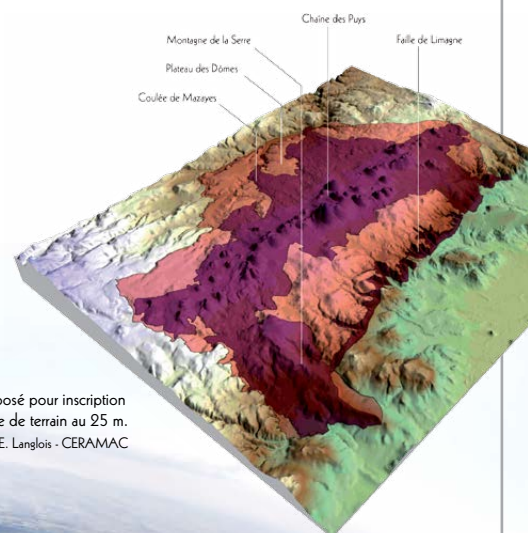 Chaîne des Puys
Montagne de la Serre
Faille de Limagne
Plateau des Dômes
Coulée de Mazayes
posé pour inscription
e de terrain au 25 m.
E. Langlois - CERAMAC